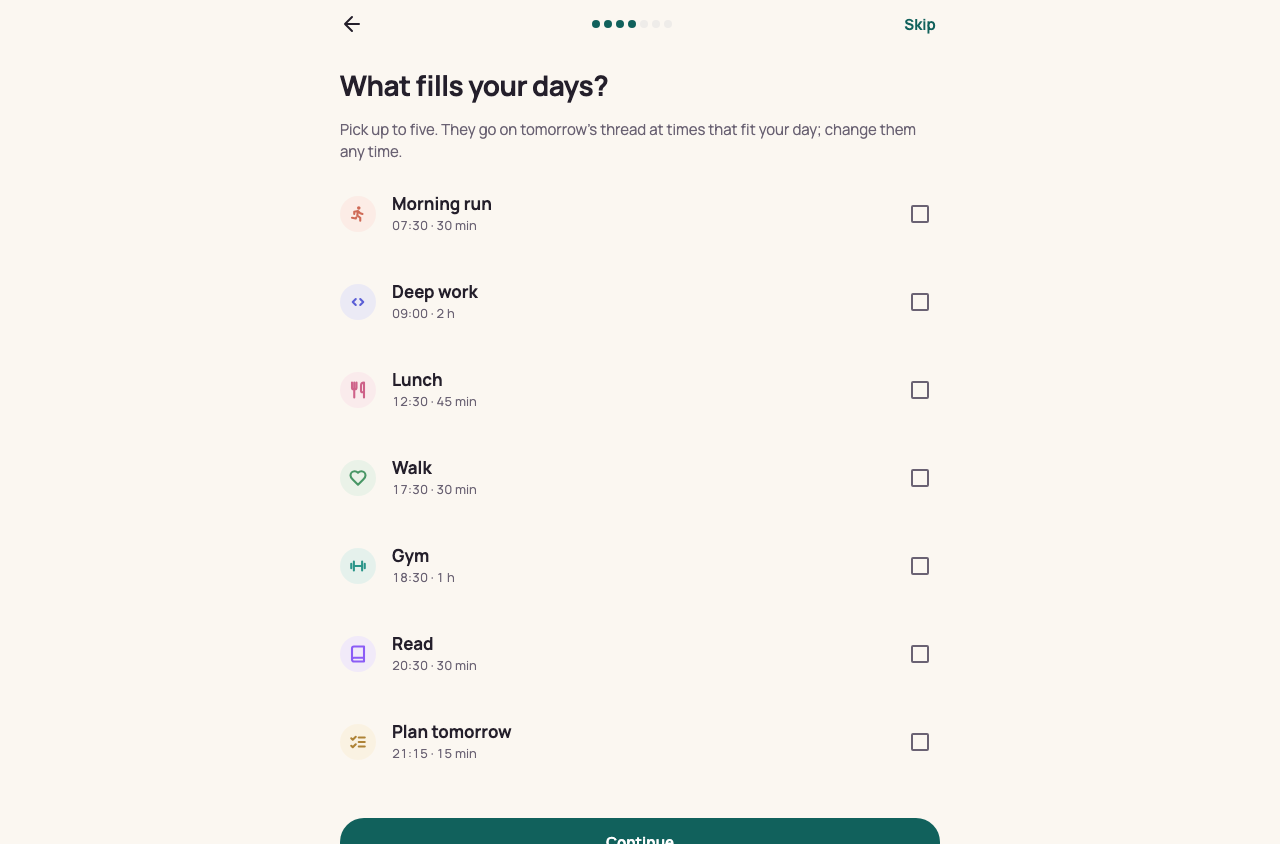 Skip
What fills your days?
Pick up to five. They go on tomorrow's thread at times that fit your day; change them
any time.
Morning run
07:30 · 30 min
Deep work
09:00 · 2 h
Lunch
12:30 · 45 min
Walk
17:30 · 30 min
Gym
18:30 · 1 h
Read
20:30 · 30 min
Plan tomorrow
21:15 · 15 min
Continue